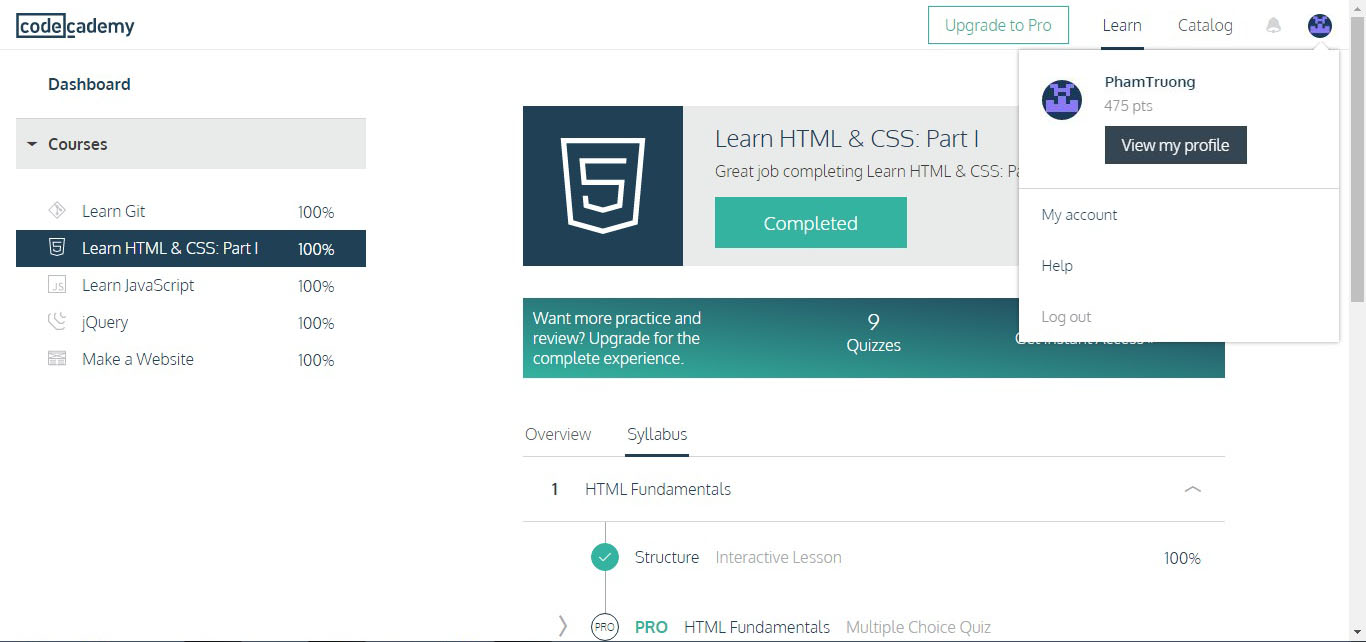 codecademy
Upgrade to Pro
Learn
Catalog
Dashboard
Courses
Learn Git 100%
5 Learn HTML & CSS: Part I 100%
JS Learn JavaScript 100%
jQuery 100%
Make a Website 100%
5
Learn HTML & CSS: Part I
Great job completing Learn HTML & CSS:
Completed
PhamTruong
475 pts
View my profile
My account
Help
Log out
Want more practice and
review? Upgrade for the
complete experience.
9
Quizzes
Overview
Syllabus
1 HTML Fundamentals
Structure Interactive Lesson 100%
PRO PRO HTML Fundamentals Multiple Choice Quiz